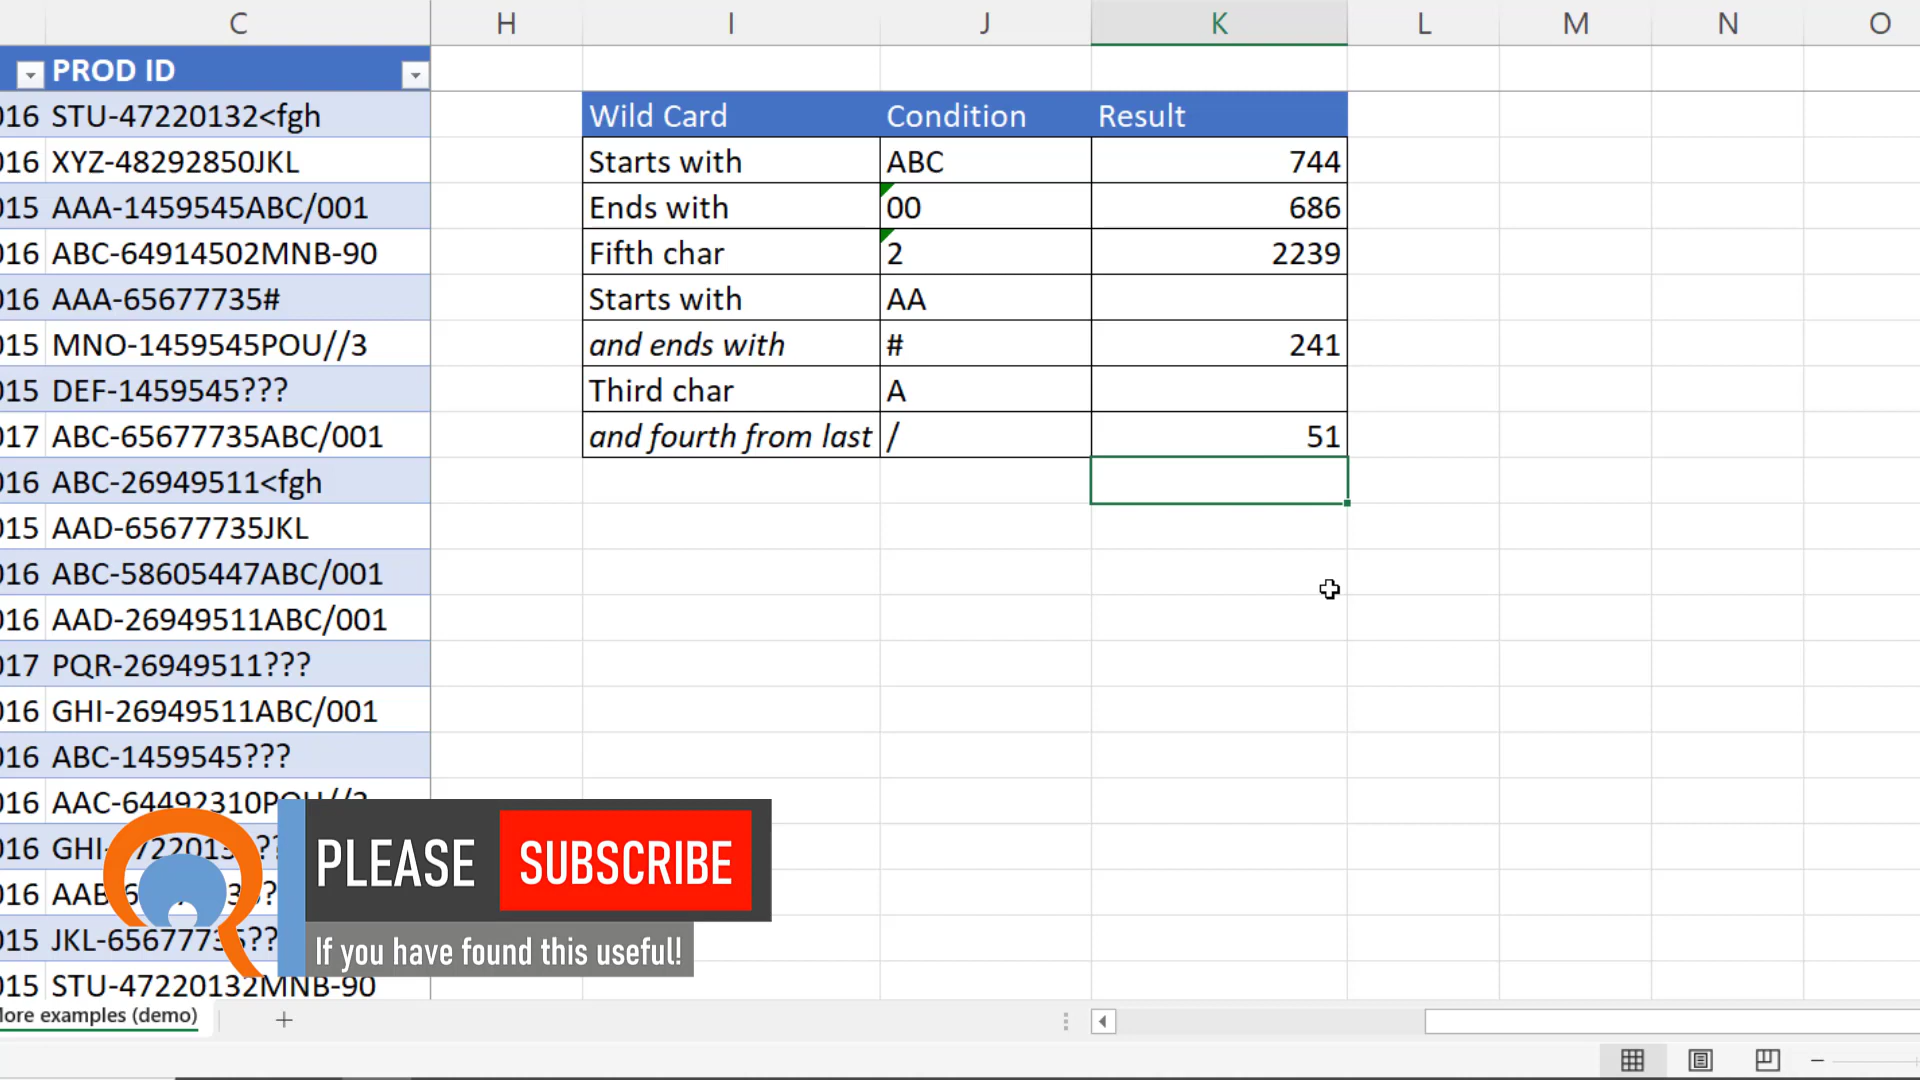 C H I J K L M N O
PROD ID
016 STU-47220132<fgh Wild Card Condition Result
016 XYZ-48292850JKL Starts with ABC 744
015 AAA-1459545ABC/001 Ends with 00 686
016 ABC-64914502MNB-90 Fifth char 2 2239
016 AAA-65677735# Starts with AA
015 MNO-1459545POU//3 and ends with # 241
015 DEF-1459545??? Third char A
017 ABC-65677735ABC/001 and fourth from last / 51
016 ABC-26949511<fgh
015 AAD-65677735JKL
016 ABC-58605447ABC/001
016 AAD-26949511ABC/001
017 PQR-26949511???
016 GHI-26949511ABC/001
016 ABC-1459545???
016 AAC-64492310POU//3
016 GHI-
016 AAB-
015 JKL-65677735??
015 STU-47220132MNB-90
PLEASE SUBSCRIBE
If you have found this useful!
More examples (demo)